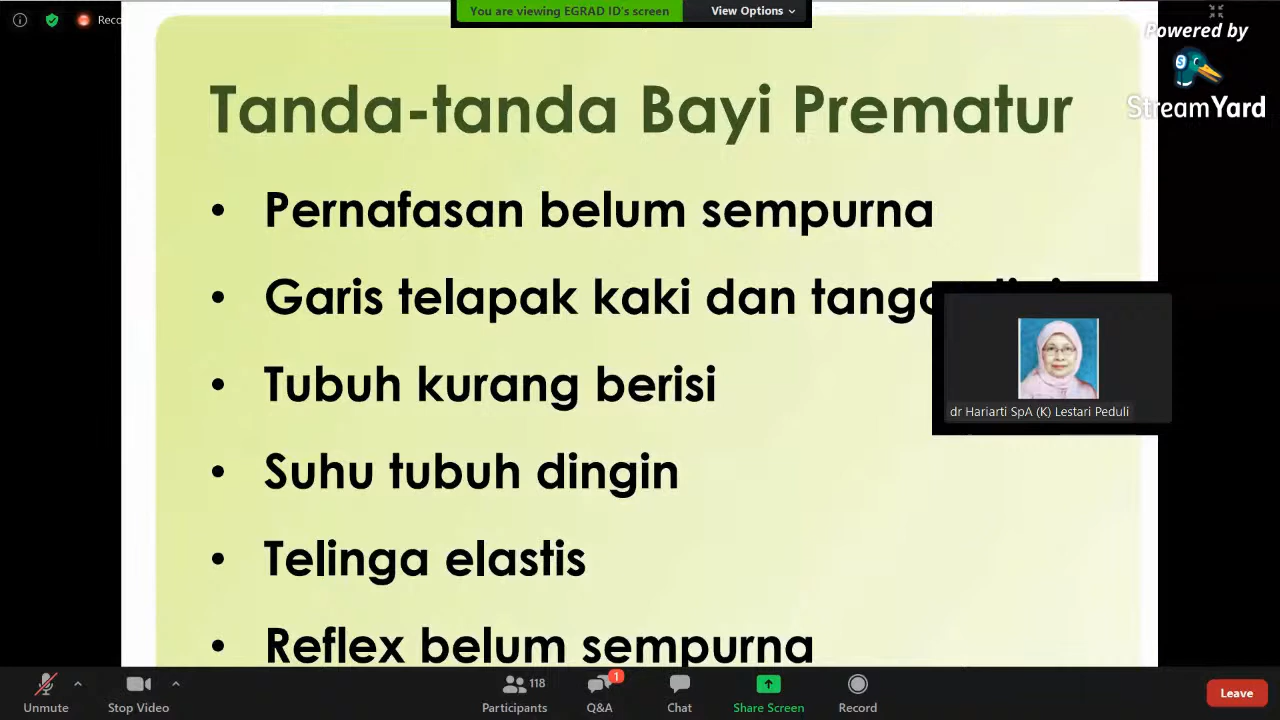 Reco
You are viewing EGRAD ID's screen
View Options
Powered by
StreamYard
Tanda-tanda Bayi Prematur
• Pernafasan belum sempurna
• Garis telapak kaki dan
• Tubuh kurang berisi
• Suhu tubuh dingin
• Telinga elastis
• Reflex belum sempurna
dr Hariarti SpA (K) Lestari Peduli
Unmute
Stop Video
118
Participants
1
Q&A
Chat
Share Screen
Record
Leave